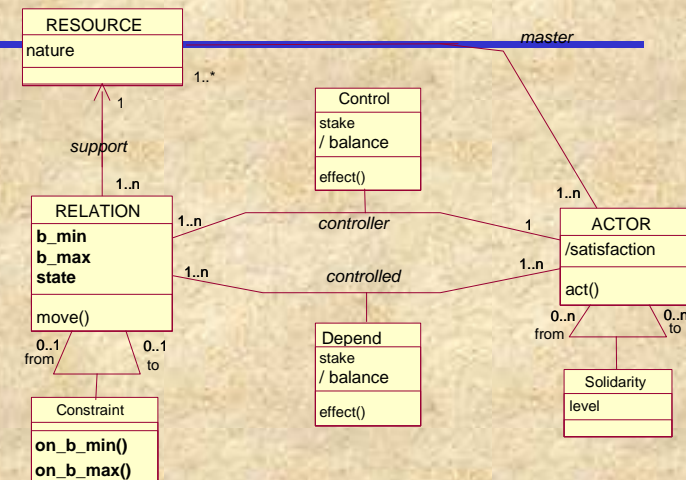 RESOURCE
nature
master
1..*
1
support
1..n
Control
stake
/ balance
effect()
RELATION
b_min
b_max
state
move()
1..n
controller
1
1..n
controlled
1..n
1..n
ACTOR
/satisfaction
act()
0..1
from
0..1
to
Depend
stake
/ balance
effect()
0..n
from
0..n
to
Constraint
on_b_min()
on_b_max()
Solidarity
level